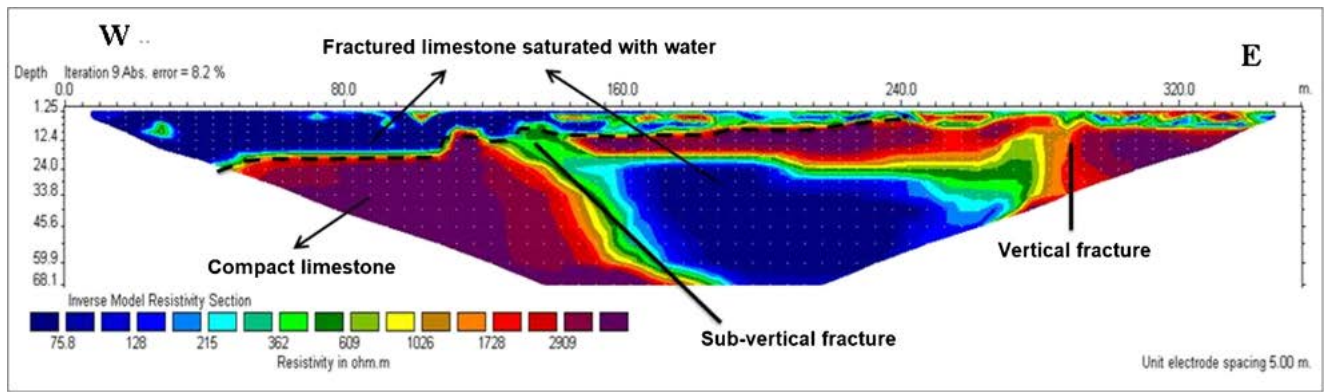 W ..
E
Fractured limestone saturated with water
Depth Iteration 9 Abs. error = 8.2 %
0.0 80.0 160.0 240.0 320.0 m.
1.25
12.4
24.0
33.8
45.6
59.9
68.1
Compact limestone
Vertical fracture
Sub-vertical fracture
Inverse Model Resistivity Section
75.8 128 215 362 609 1026 1728 2909
Resistivity in ohm.m
Unit electrode spacing 5.00 m.